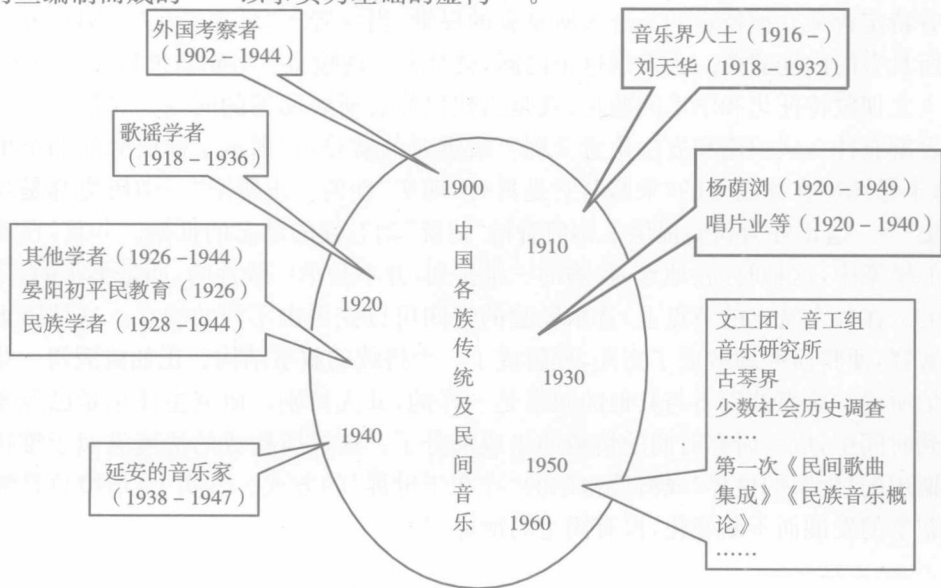 外国考察者
（1902－1944）
音乐界人士（1916－）
刘天华（1918－1932）
歌谣学者
（1918－1936）
1900
杨荫浏（1920－1949）
唱片业等（1920－1940）
中国各族传统及民间音乐
1910
其他学者（1926－1944）
晏阳初平民教育（1926）
民族学者（1928－1944）
1920
文工团、音工组
音乐研究所
古琴界
少数社会历史调查
……
第一次《民间歌曲
集成》《民族音乐概
论》
……
1930
1940
延安的音乐家
（1938－1947）
1950
1960